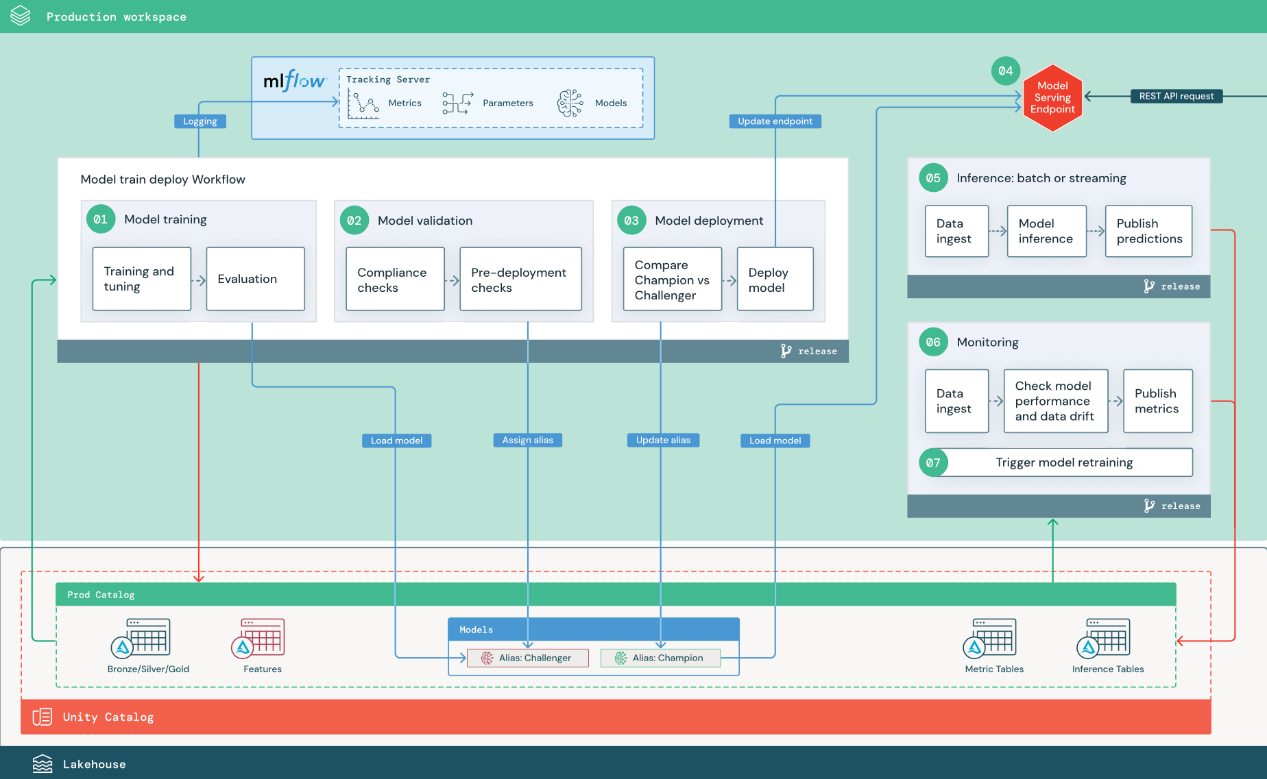 Production workspace
mlflow
Tracking Server
Metrics
Parameters
Models
Logging
Update endpoint
04
Model
Serving
Endpoint
REST API request
Model train deploy Workflow
01
Model training
Training and
tuning
Evaluation
02
Model validation
Compliance
checks
Pre-deployment
checks
03
Model deployment
Compare
Champion vs
Challenger
Deploy
model
release
05
Inference: batch or streaming
Data
ingest
Model
inference
Publish
predictions
release
06
Monitoring
Data
ingest
Check model
performance
and data drift
Publish
metrics
07
Trigger model retraining
release
Load model
Assign alias
Update alias
Load model
Prod Catalog
Bronze/Silver/Gold
Features
Models
Alias: Challenger
Alias: Champion
Metric Tables
Inference Tables
Unity Catalog
Lakehouse